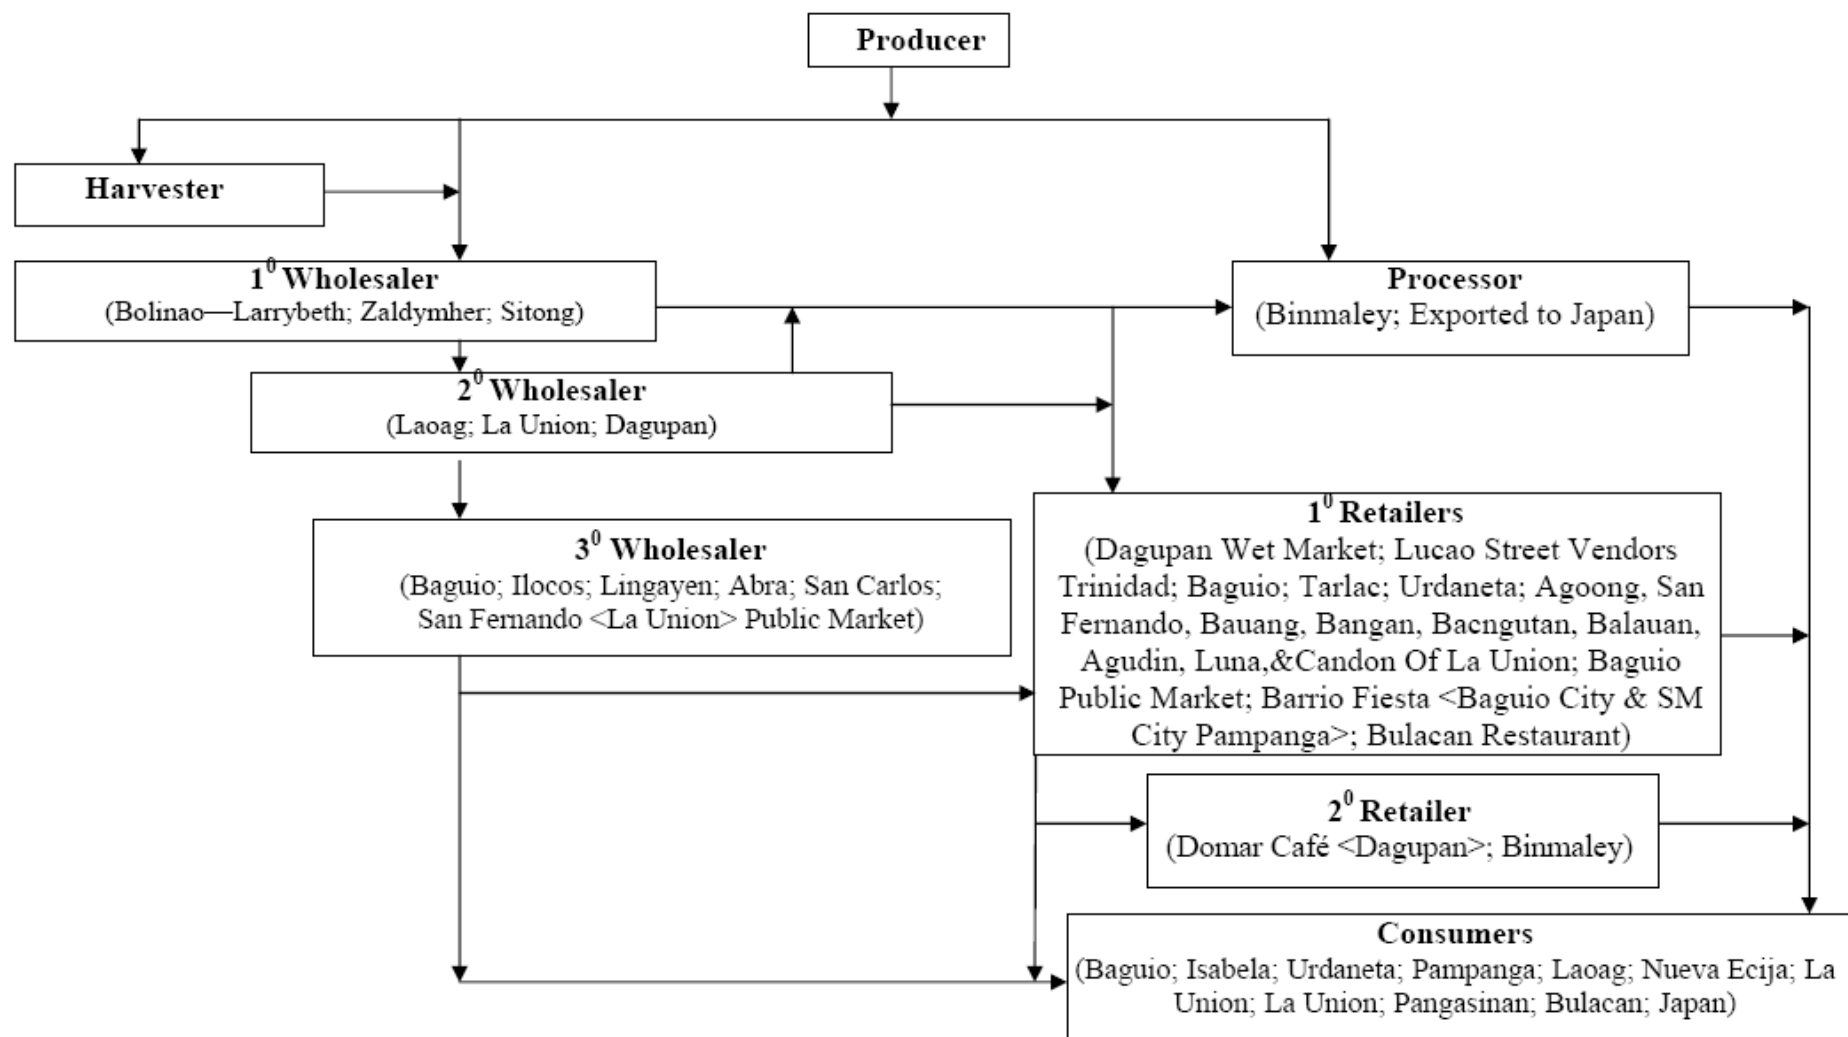 Producer
Harvester
1⁰ Wholesaler
(Bolinao—Larrybeth; Zaldymher; Sitong)
Processor
(Binmaley; Exported to Japan)
2⁰ Wholesaler
(Laoag; La Union; Dagupan)
3⁰ Wholesaler
(Baguio; Ilocos; Lingayen; Abra; San Carlos;
San Fernando <La Union> Public Market)
1⁰ Retailers
(Dagupan Wet Market; Lucao Street Vendors
Trinidad; Baguio; Tarlac; Urdaneta; Agoong, San
Fernando, Bauang, Bangan, Bacngutan, Balauan,
Agudin, Luna,&Candon Of La Union; Baguio
Public Market; Barrio Fiesta <Baguio City & SM
City Pampanga>; Bulacan Restaurant)
2⁰ Retailer
(Domar Café <Dagupan>; Binmaley)
Consumers
(Baguio; Isabela; Urdaneta; Pampanga; Laoag; Nueva Ecija; La
Union; La Union; Pangasinan; Bulacan; Japan)